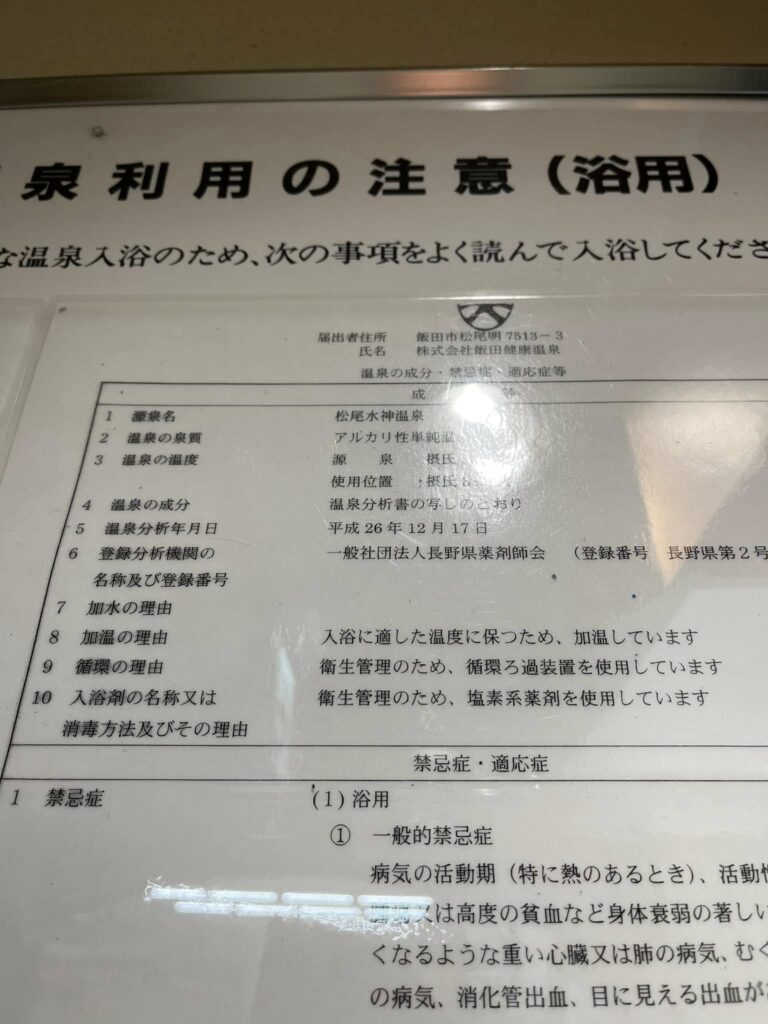 泉利用の注意（浴用）
な温泉入浴のため、次の事項をよく読んで入浴してくださ
届出者住所 飯田市松尾明7513－3
氏名 株式会社飯田健康温泉
温泉の成分・禁忌症・適応症等
成 等
1 源泉名 松尾水神温泉
2 温泉の泉質 アルカリ性単純温
3 温泉の温度 源泉 摂氏
使用位置 摂氏
4 温泉の成分 温泉分析書の写しのとおり
5 温泉分析年月日 平成26年12月17日
6 登録分析機関の 一般社団法人長野県薬剤師会 （登録番号 長野県第2号
名称及び登録番号
7 加水の理由
8 加温の理由 入浴に適した温度に保つため、加温しています
9 循環の理由 衛生管理のため、循環ろ過装置を使用しています
10 入浴剤の名称又は 衛生管理のため、塩素系薬剤を使用しています
消毒方法及びその理由
禁忌症・適応症
1 禁忌症 (1)浴用
① 一般的禁忌症
病気の活動期（特に熱のあるとき）、活動性
又は高度の貧血など身体衰弱の著しい
くなるような重い心臓又は肺の病気、むく
の病気、消化管出血、目に見える出血が